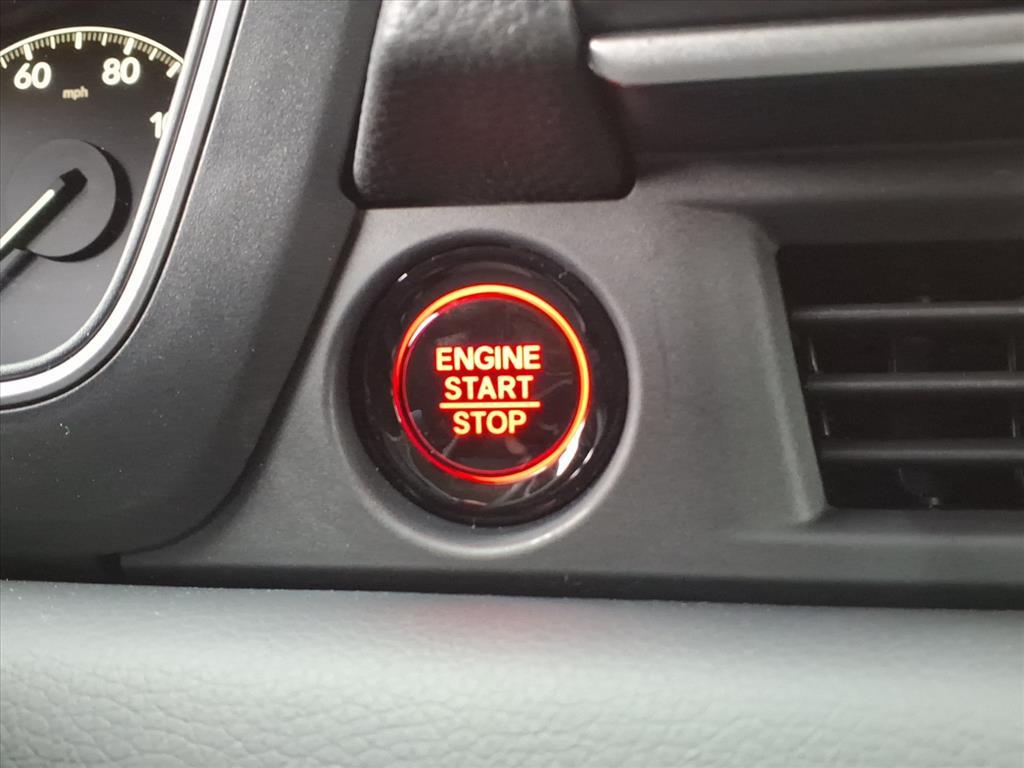 60 80
mph
ENGINE
START
STOP